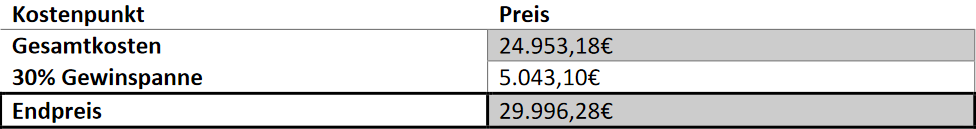 Kostenpunkt Preis
Gesamtkosten 24.953,18€
30% Gewinspanne 5.043,10€
Endpreis 29.996,28€